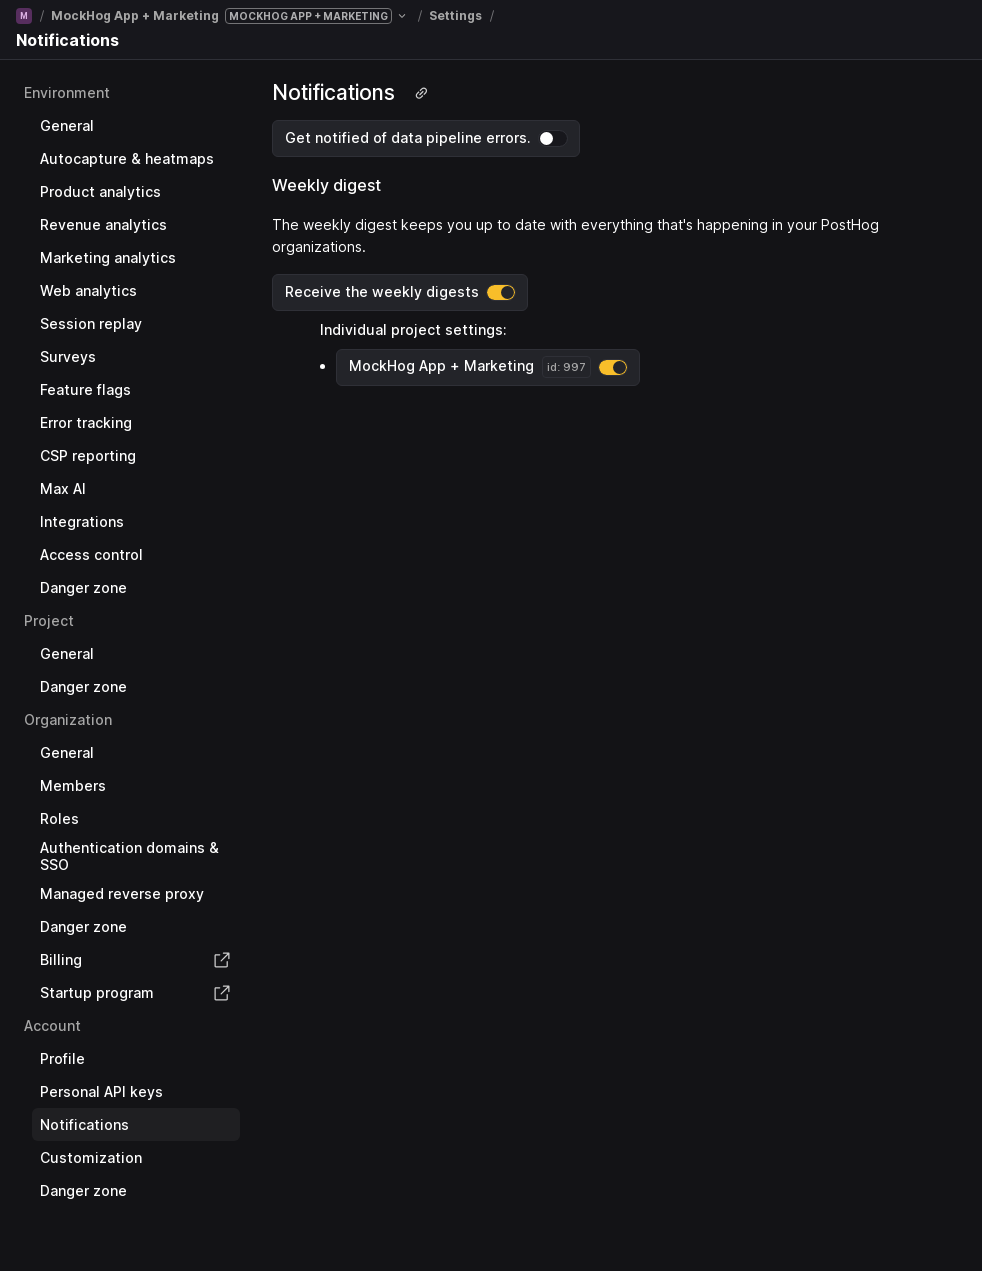 M / MockHog App + Marketing MOCKHOG APP + MARKETING / Settings /
Notifications
Environment
General
Autocapture & heatmaps
Product analytics
Revenue analytics
Marketing analytics
Web analytics
Session replay
Surveys
Feature flags
Error tracking
CSP reporting
Max AI
Integrations
Access control
Danger zone
Project
General
Danger zone
Organization
General
Members
Roles
Authentication domains &
SSO
Managed reverse proxy
Danger zone
Billing
Startup program
Account
Profile
Personal API keys
Notifications
Customization
Danger zone
Notifications
Get notified of data pipeline errors.
Weekly digest
The weekly digest keeps you up to date with everything that's happening in your PostHog
organizations.
Receive the weekly digests
Individual project settings:
• MockHog App + Marketing id: 997